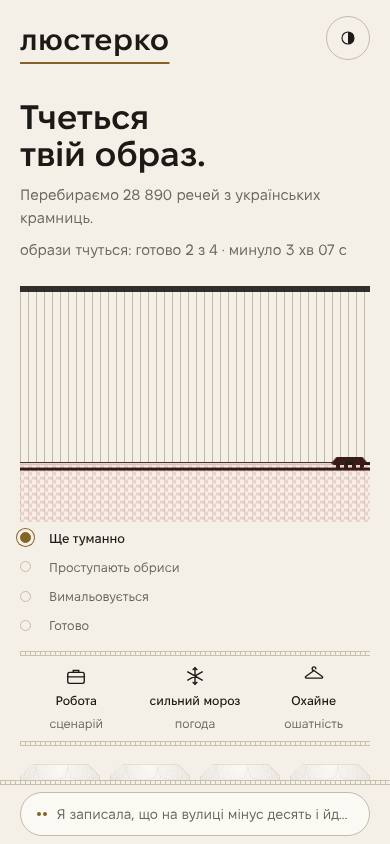 люстерко
Тчеться
твій образ.
Перебираємо 28 890 речей з українських
крамниць.
образи тчуться: готово 2 з 4 · минуло 3 хв 07 с
Ще туманно
Проступають обриси
Вимальовується
Готово
Робота
сильний мороз
Охайне
сценарій
погода
ошатність
Я записала, що на вулиці мінус десять і йд...